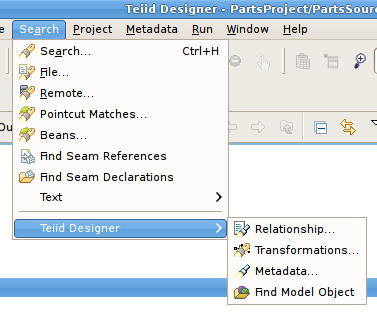 Teiid Designer - PartsProject/PartsSour
Search Project Metadata Run Window Help
Search... Ctrl+H
File...
Remote...
Pointcut Matches...
Beans...
Find Seam References
Find Seam Declarations
Text
Teiid Designer
Relationship...
Transformations...
Metadata...
Find Model Object